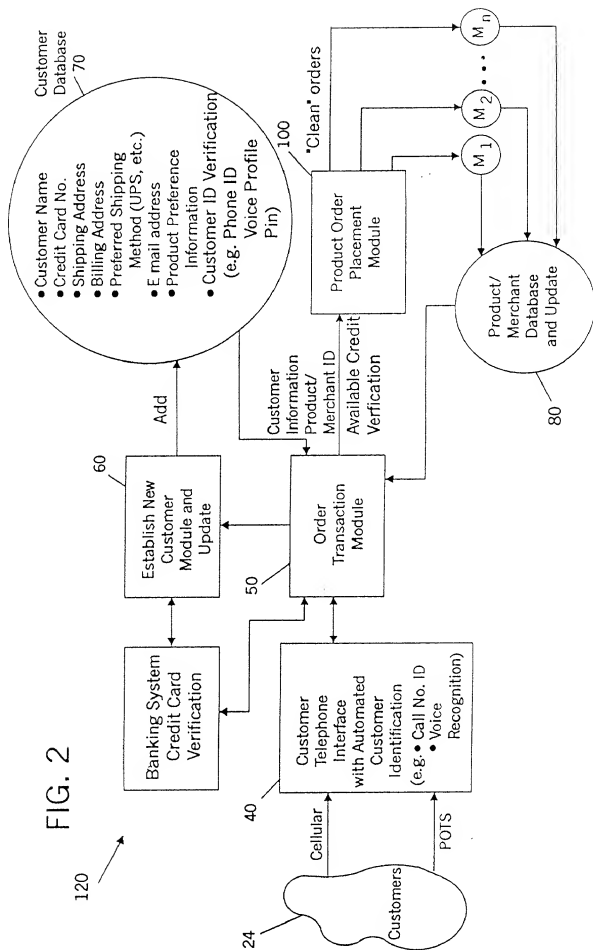 FIG. 2
120
24
Customers
Cellular
POTS
40
Customer
Telephone
Interface
with Automated
Customer
Identification
(e.g. • Call No. ID
• Voice
Recognition)
Banking System
Credit Card
Verification
60
Establish New
Customer
Module and
Update
Add
50
Order
Transaction
Module
Customer
Database
70
• Customer Name
• Credit Card No.
• Shipping Address
• Billing Address
• Preferred Shipping
Method (UPS, etc.)
• E mail address
• Product Preference
Information
• Customer ID Verification
(e.g. Phone ID
Voice Profile
Pin)
Customer
Information
Product/
Merchant ID
Available Credit
Verfication
100
Product Order
Placement
Module
"Clean" orders
M1
M2
Mn
Product/
Merchant
Database
and Update
80